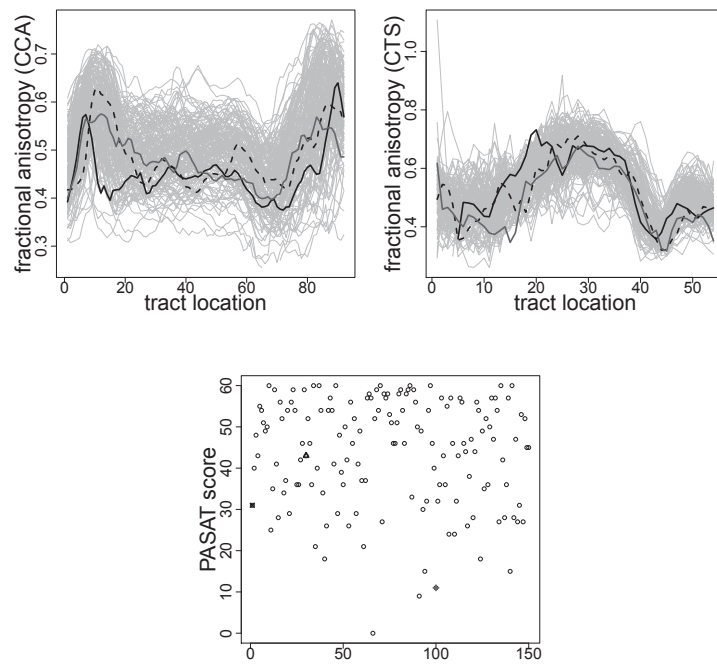 fractional anisotropy (CCA)
0.7
0.6
0.5
0.4
0.3
0 20 40 60 80
tract location
fractional anisotropy (CTS)
1.0
0.8
0.6
0.4
0 10 20 30 40 50
tract location
PASAT score
60
50
40
30
20
10
0
0 50 100 150